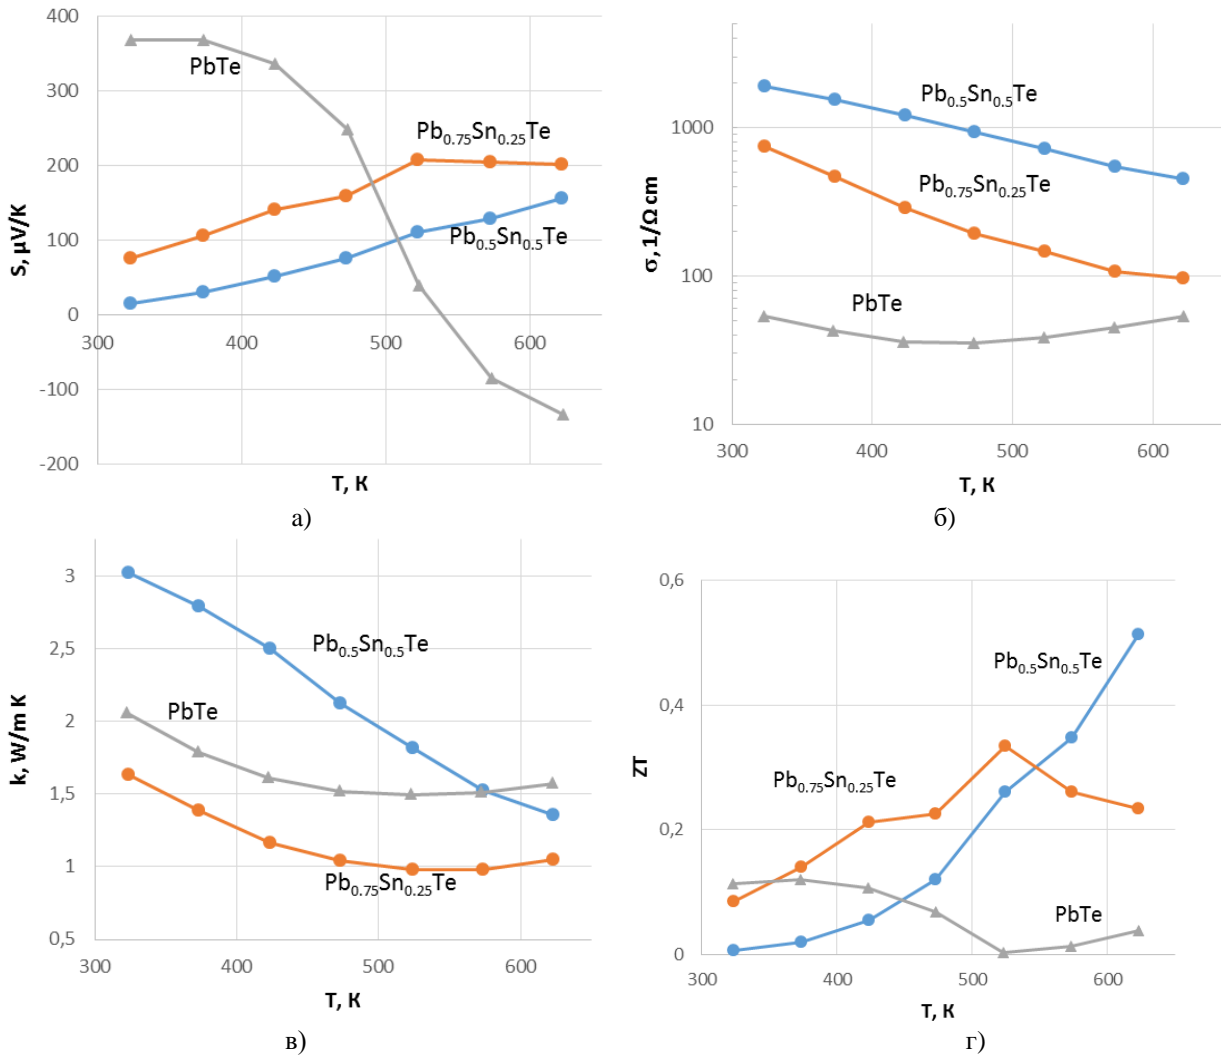 400
300
200
100
0
-100
-200
300
400
500
600
S, µV/K
T, K
PbTe
Pb0.75Sn0.25Te
Pb0.5Sn0.5Te
а)
1000
100
10
300
400
500
600
σ, 1/Ω cm
T, K
Pb0.5Sn0.5Te
Pb0.75Sn0.25Te
PbTe
б)
3
2,5
2
1,5
1
0,5
300
400
500
600
k, W/m K
T, K
Pb0.5Sn0.5Te
PbTe
Pb0.75Sn0.25Te
в)
0,6
0,4
0,2
0
300
400
500
600
ZT
T, K
Pb0.5Sn0.5Te
Pb0.75Sn0.25Te
PbTe
г)